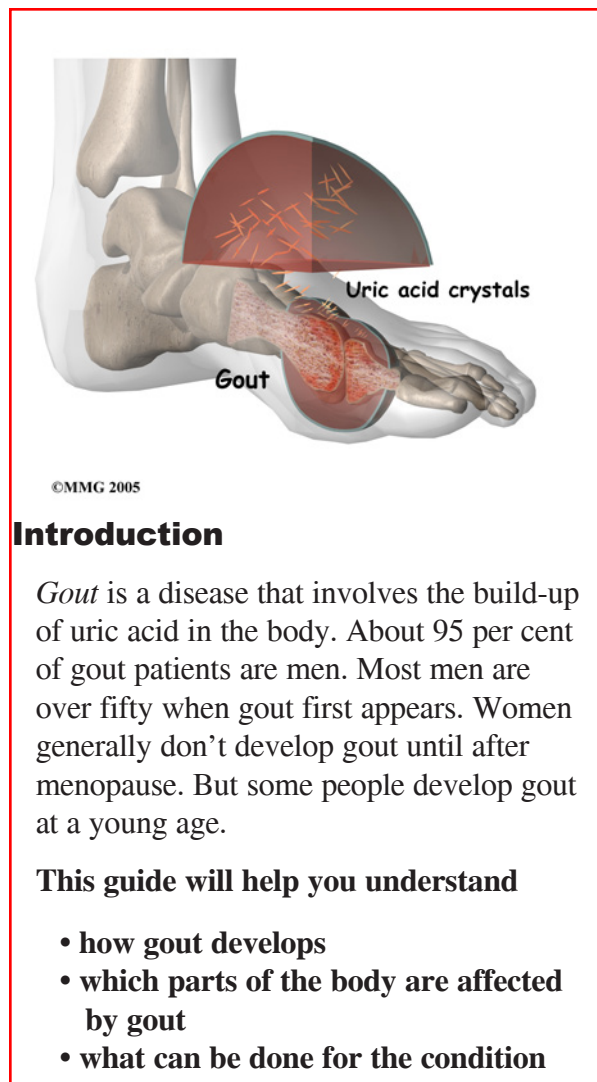 Uric acid crystals
Gout
©MMG 2005
Introduction
Gout is a disease that involves the build-up
of uric acid in the body. About 95 per cent
of gout patients are men. Most men are
over fifty when gout first appears. Women
generally don’t develop gout until after
menopause. But some people develop gout
at a young age.
This guide will help you understand
• how gout develops
• which parts of the body are affected
by gout
• what can be done for the condition